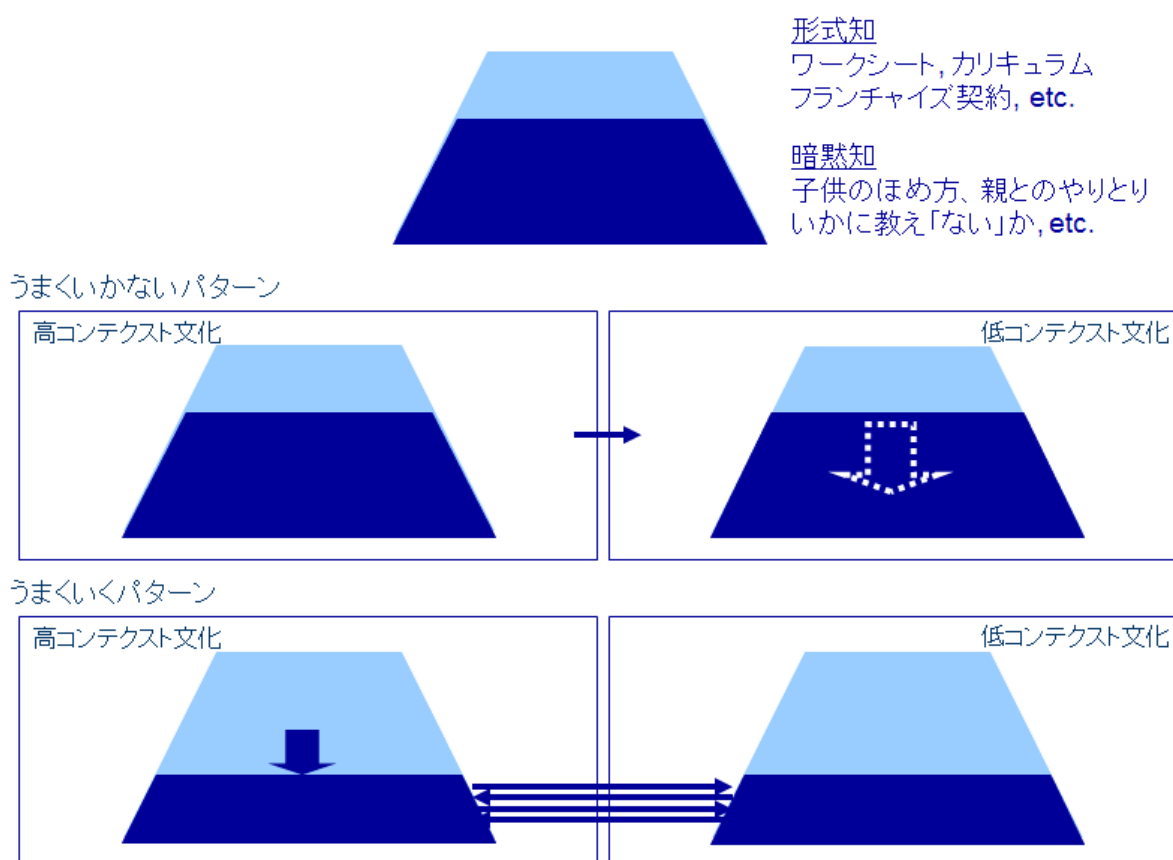 形式知
ワークシート, カリキュラム
フランチャイズ契約, etc.
暗黙知
子供のほめ方、親とのやりとり
いかに教え「ない」か, etc.
うまくいかないパターン
高コンテクスト文化
低コンテクスト文化
うまくいくパターン
高コンテクスト文化
低コンテクスト文化